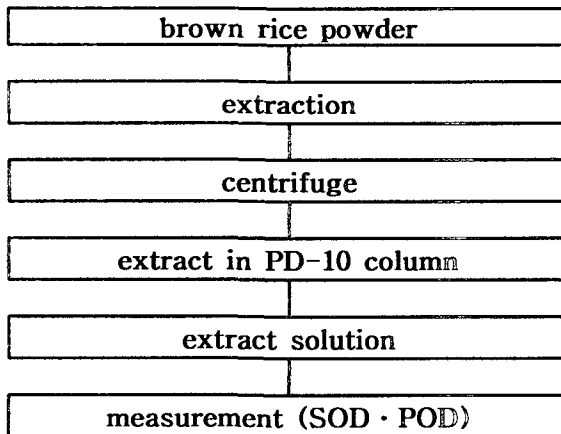 brown rice powder
extraction
centrifuge
extract in PD-10 column
extract solution
measurement (SOD · POD)